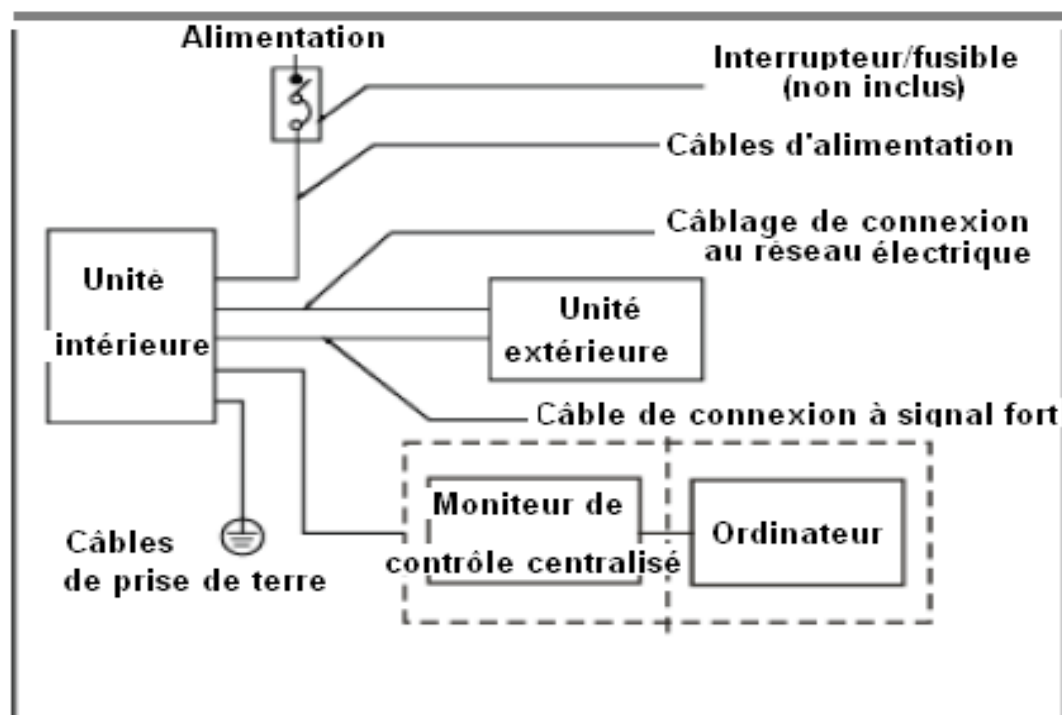 Alimentation
Interrupteur/fusible
(non inclus)
Câbles d'alimentation
Câblage de connexion
au réseau électrique
Unité
intérieure
Unité
extérieure
Câble de connexion à signal fort
Moniteur de
contrôle centralisé
Ordinateur
Câbles
de prise de terre